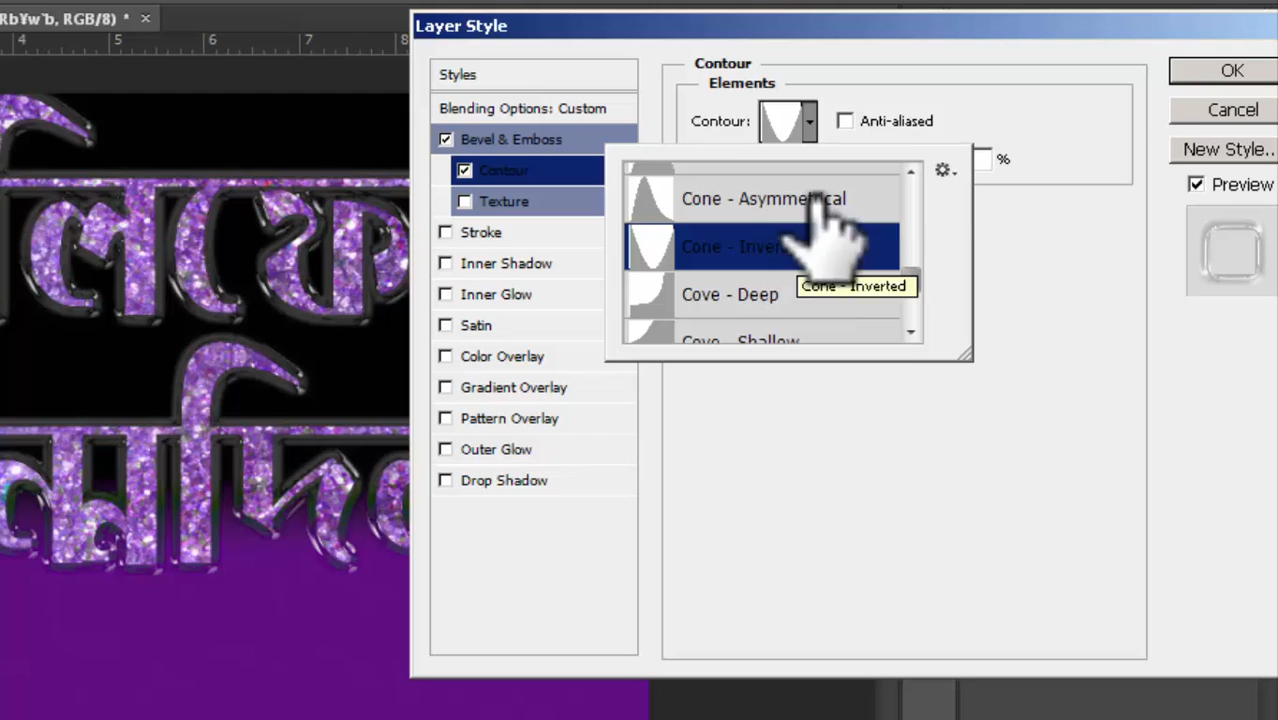 Rb¥w`b, RGB/8) * ×
4 5 6 7 8
Layer Style
Styles
Blending Options: Custom
Bevel & Emboss
Contour
Texture
Stroke
Inner Shadow
Inner Glow
Satin
Color Overlay
Gradient Overlay
Pattern Overlay
Outer Glow
Drop Shadow
Contour
Elements
Contour:
Anti-aliased
%
Cone - Asymmetrical
Cone - Inverted
Cove - Deep
Cove - Shallow
Cone - Inverted
OK
Cancel
New Style..
Preview